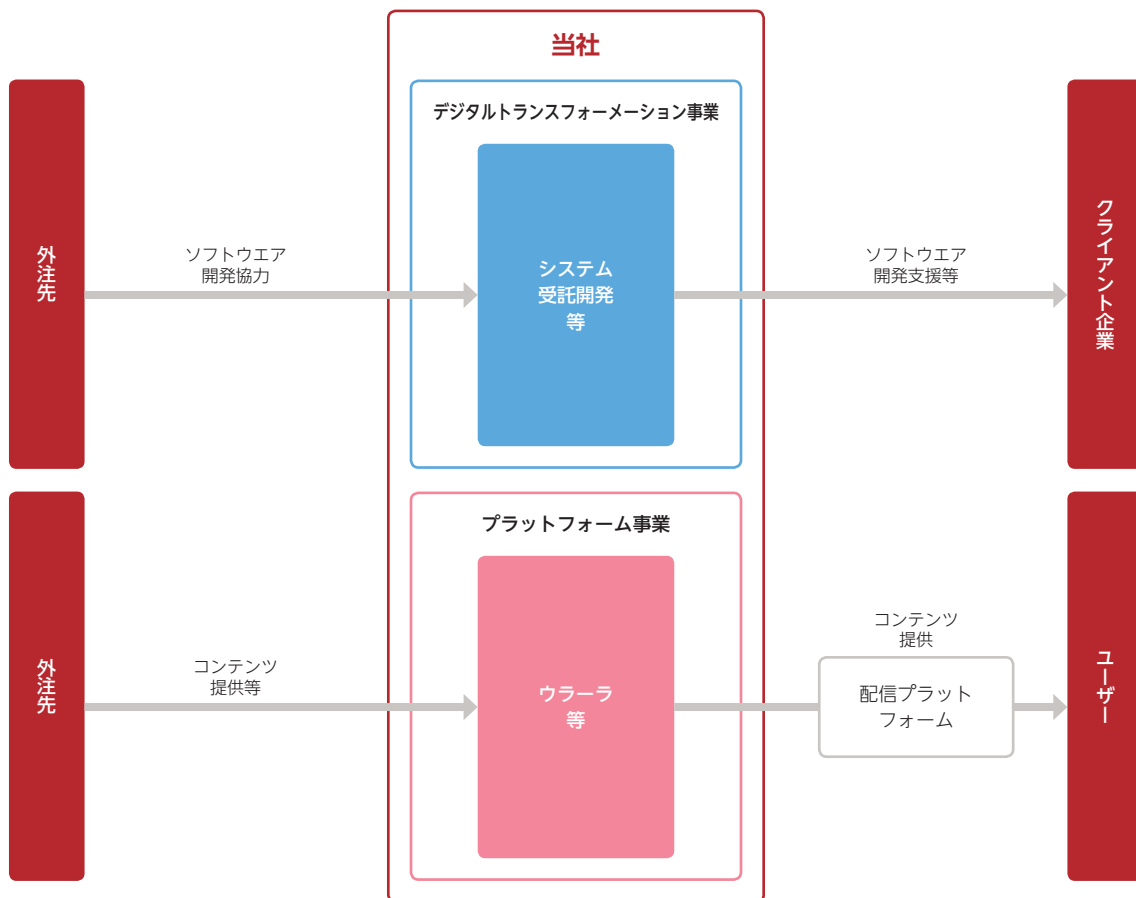 当社
デジタルトランスフォーメーション事業
外注先
ソフトウエア
開発協力
システム
受託開発
等
ソフトウエア
開発支援等
クライアント企業
プラットフォーム事業
外注先
コンテンツ
提供等
ウラーラ
等
コンテンツ
提供
配信プラット
フォーム
ユーザー